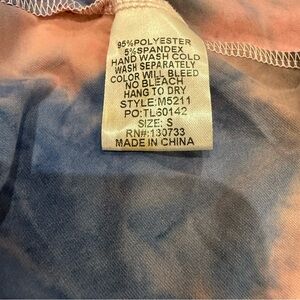 95%POLYESTER
5%SPANDEX
HAND WASH COLD
WASH SEPARATELY
COLOR WILL BLEED
NO BLEACH
HANG TO DRY
STYLE:M5211
PO:TL60142
SIZE: S
RN#:130733
MADE IN CHINA